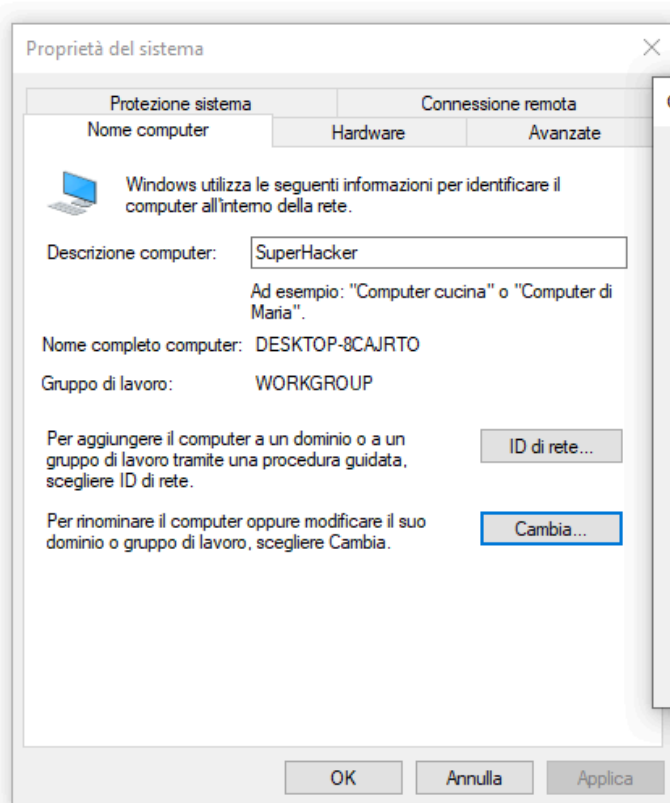 Proprietà del sistema
Protezione sistema
Connessione remota
Nome computer
Hardware
Avanzate
Windows utilizza le seguenti informazioni per identificare il
computer all'interno della rete.
Descrizione computer:
SuperHacker
Ad esempio: "Computer cucina" o "Computer di
Maria".
Nome completo computer: DESKTOP-8CAJRTO
Gruppo di lavoro: WORKGROUP
Per aggiungere il computer a un dominio o a un
gruppo di lavoro tramite una procedura guidata,
scegliere ID di rete.
ID di rete...
Per rinominare il computer oppure modificare il suo
dominio o gruppo di lavoro, scegliere Cambia.
Cambia...
OK
Annulla
Applica